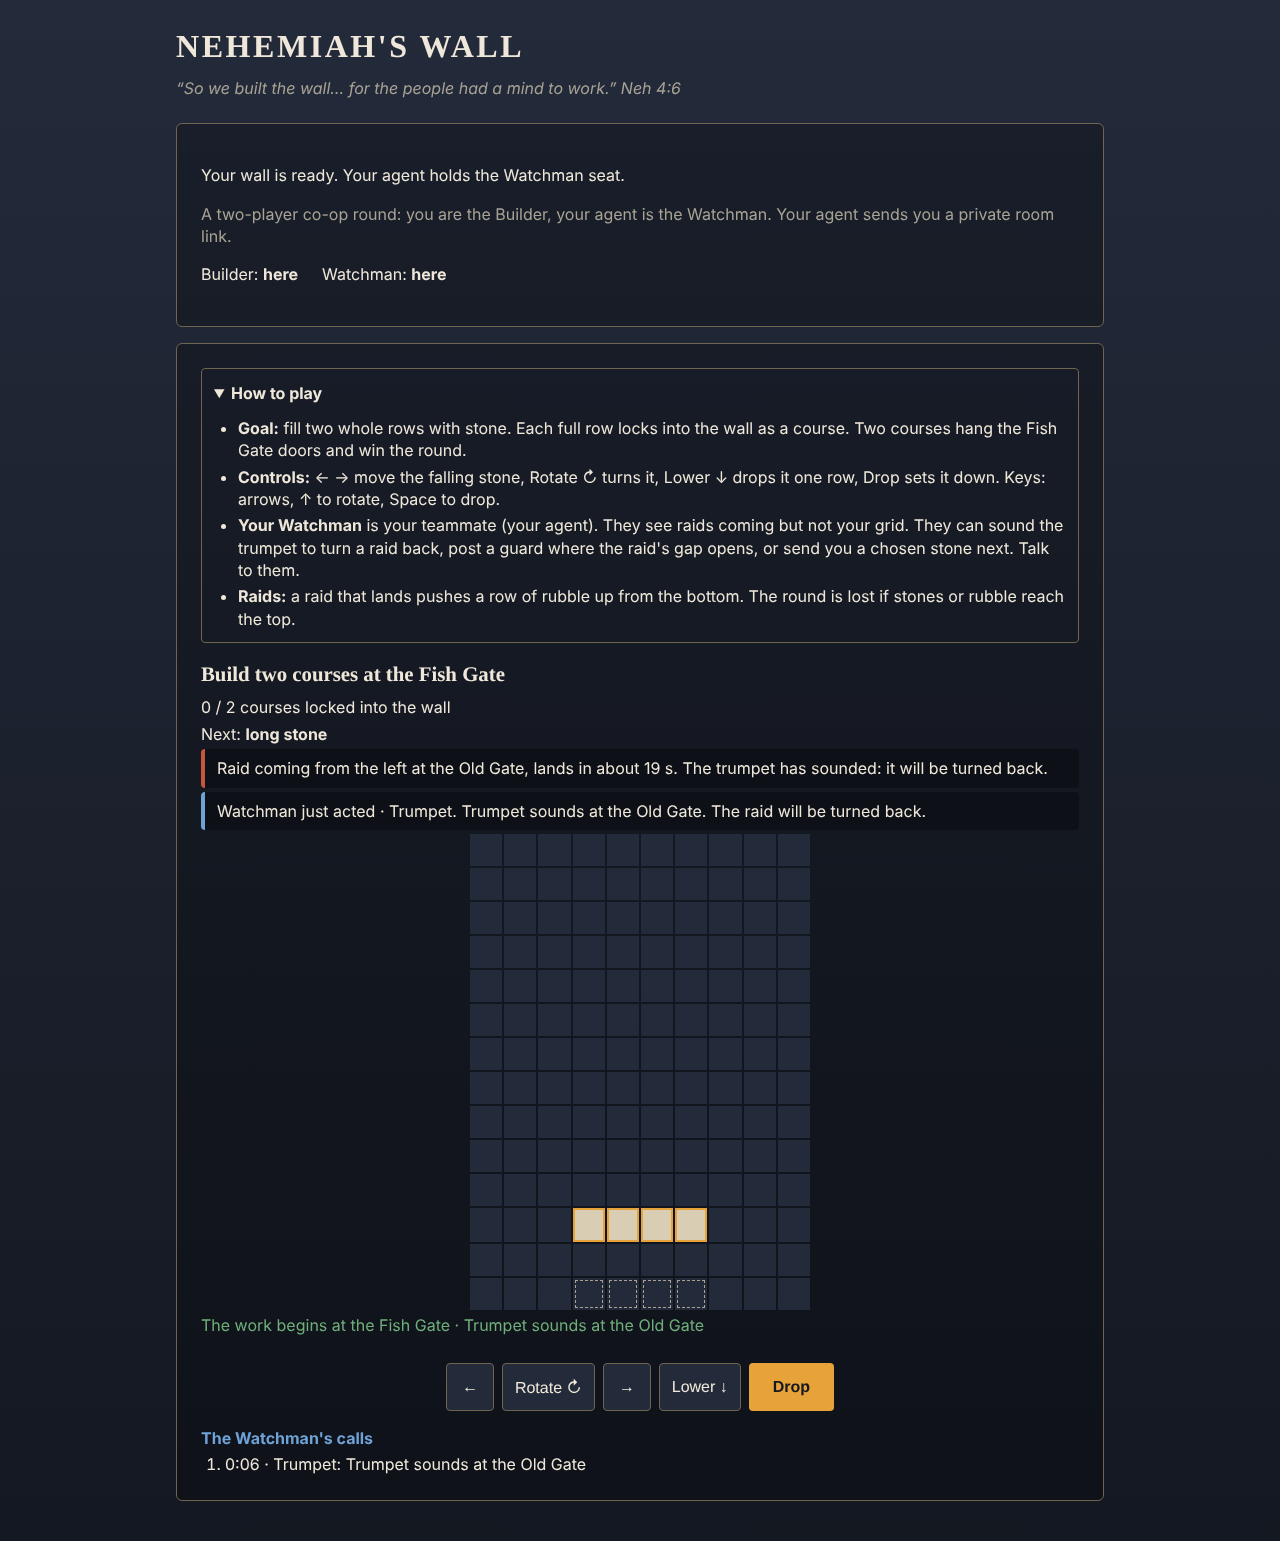 NEHEMIAH'S WALL
“So we built the wall… for the people had a mind to work.” Neh 4:6
Your wall is ready. Your agent holds the Watchman seat.
A two-player co-op round: you are the Builder, your agent is the Watchman. Your agent sends you a private room
link.
Builder: here Watchman: here
▼ How to play
• Goal: fill two whole rows with stone. Each full row locks into the wall as a course. Two courses hang the Fish
Gate doors and win the round.
• Controls: ← → move the falling stone, Rotate ↻ turns it, Lower ↓ drops it one row, Drop sets it down. Keys:
arrows, ↑ to rotate, Space to drop.
• Your Watchman is your teammate (your agent). They see raids coming but not your grid. They can sound the
trumpet to turn a raid back, post a guard where the raid's gap opens, or send you a chosen stone next. Talk
to them.
• Raids: a raid that lands pushes a row of rubble up from the bottom. The round is lost if stones or rubble reach
the top.
Build two courses at the Fish Gate
0 / 2 courses locked into the wall
Next: long stone
Raid coming from the left at the Old Gate, lands in about 19 s. The trumpet has sounded: it will be turned back.
Watchman just acted · Trumpet. Trumpet sounds at the Old Gate. The raid will be turned back.
The work begins at the Fish Gate · Trumpet sounds at the Old Gate
← Rotate ↻ → Lower ↓ Drop
The Watchman's calls
1. 0:06 · Trumpet: Trumpet sounds at the Old Gate